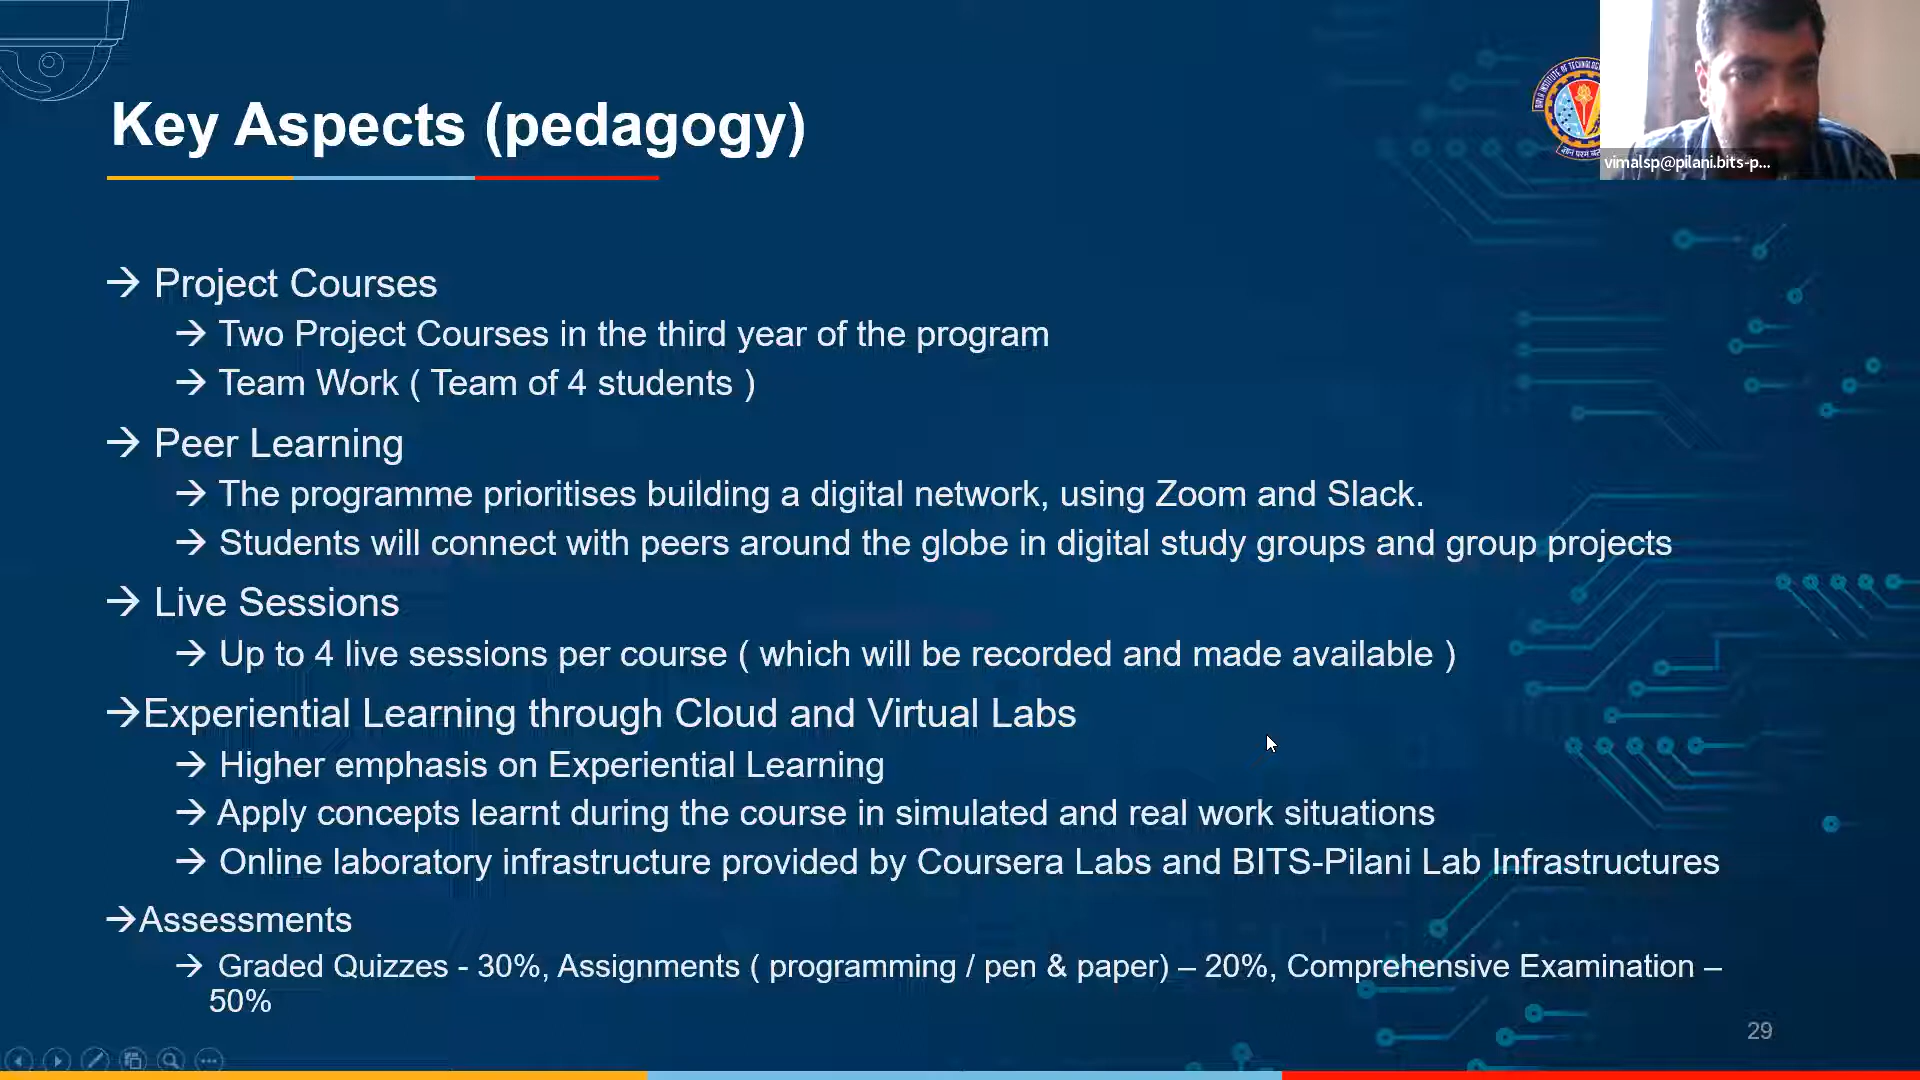 Key Aspects (pedagogy)
vimalsp@pilani.bits-p...
→ Project Courses
→ Two Project Courses in the third year of the program
→ Team Work ( Team of 4 students )
→ Peer Learning
→ The programme prioritises building a digital network, using Zoom and Slack.
→ Students will connect with peers around the globe in digital study groups and group projects
→ Live Sessions
→ Up to 4 live sessions per course ( which will be recorded and made available )
→Experiential Learning through Cloud and Virtual Labs
→ Higher emphasis on Experiential Learning
→ Apply concepts learnt during the course in simulated and real work situations
→ Online laboratory infrastructure provided by Coursera Labs and BITS-Pilani Lab Infrastructures
→Assessments
→ Graded Quizzes - 30%, Assignments ( programming / pen & paper) – 20%, Comprehensive Examination –
50%
29